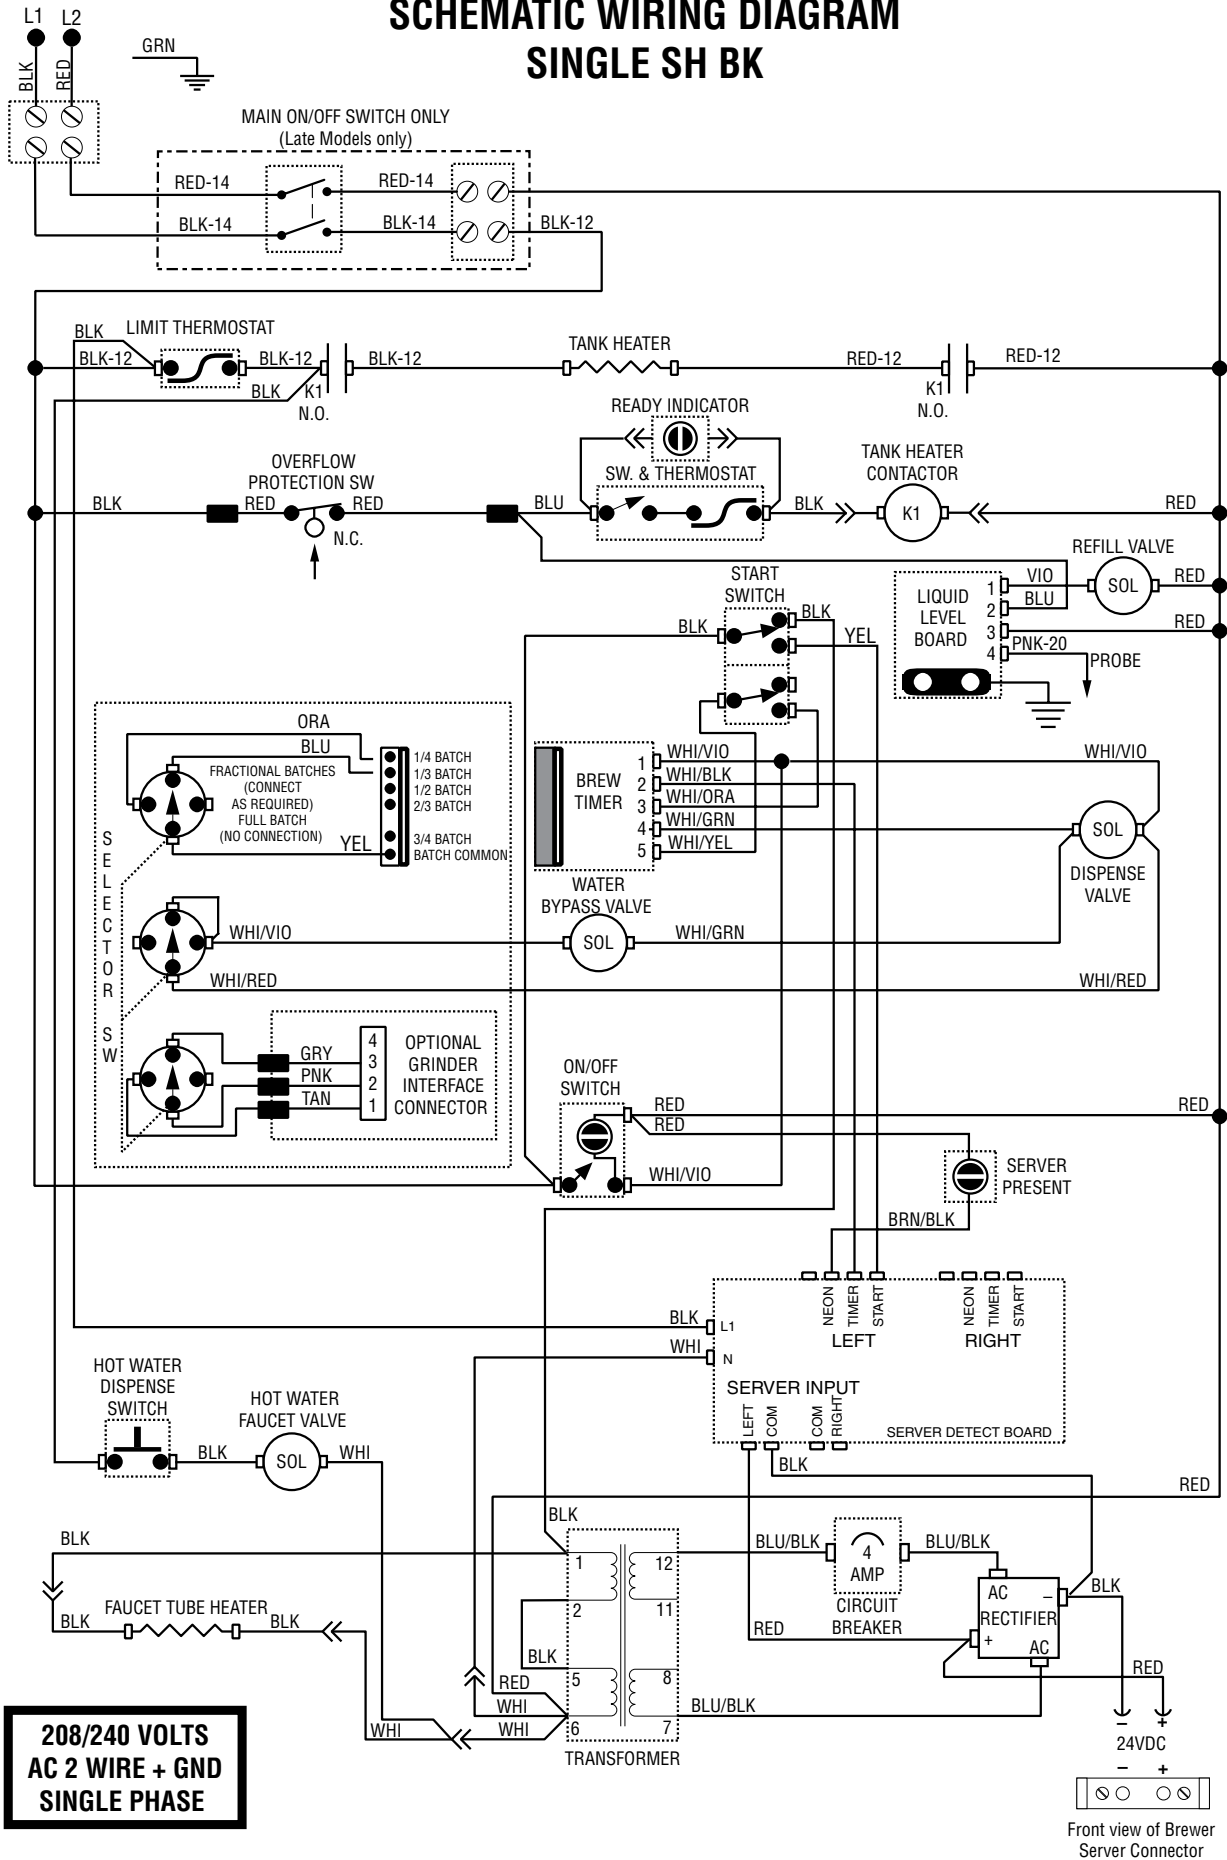 SCHEMATIC WIRING DIAGRAM
SINGLE SH BK
L1
L2
BLK
RED
GRN
MAIN ON/OFF SWITCH ONLY
(Late Models only)
RED-14
RED-14
BLK-14
BLK-14
BLK-12
BLK
LIMIT THERMOSTAT
BLK-12
BLK-12
BLK-12
TANK HEATER
RED-12
RED-12
BLK
K1
N.O.
K1
N.O.
READY INDICATOR
OVERFLOW
PROTECTION SW
SW. & THERMOSTAT
TANK HEATER
CONTACTOR
BLK
RED
RED
N.C.
BLU
BLK
K1
RED
REFILL VALVE
START
SWITCH
LIQUID
LEVEL
BOARD
1
2
3
4
VIO
BLU
SOL
RED
RED
PNK-20
PROBE
BLK
BLK
YEL
ORA
BLU
FRACTIONAL BATCHES
(CONNECT
AS REQUIRED)
FULL BATCH
(NO CONNECTION)
YEL
1/4 BATCH
1/3 BATCH
1/2 BATCH
2/3 BATCH
3/4 BATCH
BATCH COMMON
BREW
TIMER
1
2
3
4
5
WHI/VIO
WHI/BLK
WHI/ORA
WHI/GRN
WHI/YEL
WHI/VIO
SOL
DISPENSE
VALVE
SELECTOR SW
WATER
BYPASS VALVE
WHI/VIO
SOL
WHI/GRN
WHI/RED
WHI/RED
GRY
PNK
TAN
4
3
2
1
OPTIONAL
GRINDER
INTERFACE
CONNECTOR
ON/OFF
SWITCH
RED
RED
RED
WHI/VIO
SERVER
PRESENT
BRN/BLK
NEON
TIMER
START
LEFT
NEON
TIMER
START
RIGHT
BLK
L1
WHI
N
SERVER INPUT
LEFT
COM
COM
RIGHT
SERVER DETECT BOARD
HOT WATER
DISPENSE
SWITCH
HOT WATER
FAUCET VALVE
BLK
SOL
WHI
BLK
RED
BLK
BLK
1
2
5
6
12
11
8
7
BLU/BLK
4
AMP
BLU/BLK
CIRCUIT
BREAKER
AC
–
RECTIFIER
+
AC
BLK
BLK
FAUCET TUBE HEATER
BLK
RED
BLK
RED
WHI
WHI
WHI
BLU/BLK
RED
TRANSFORMER
– +
24VDC
– +
Front view of Brewer
Server Connector
208/240 VOLTS
AC 2 WIRE + GND
SINGLE PHASE